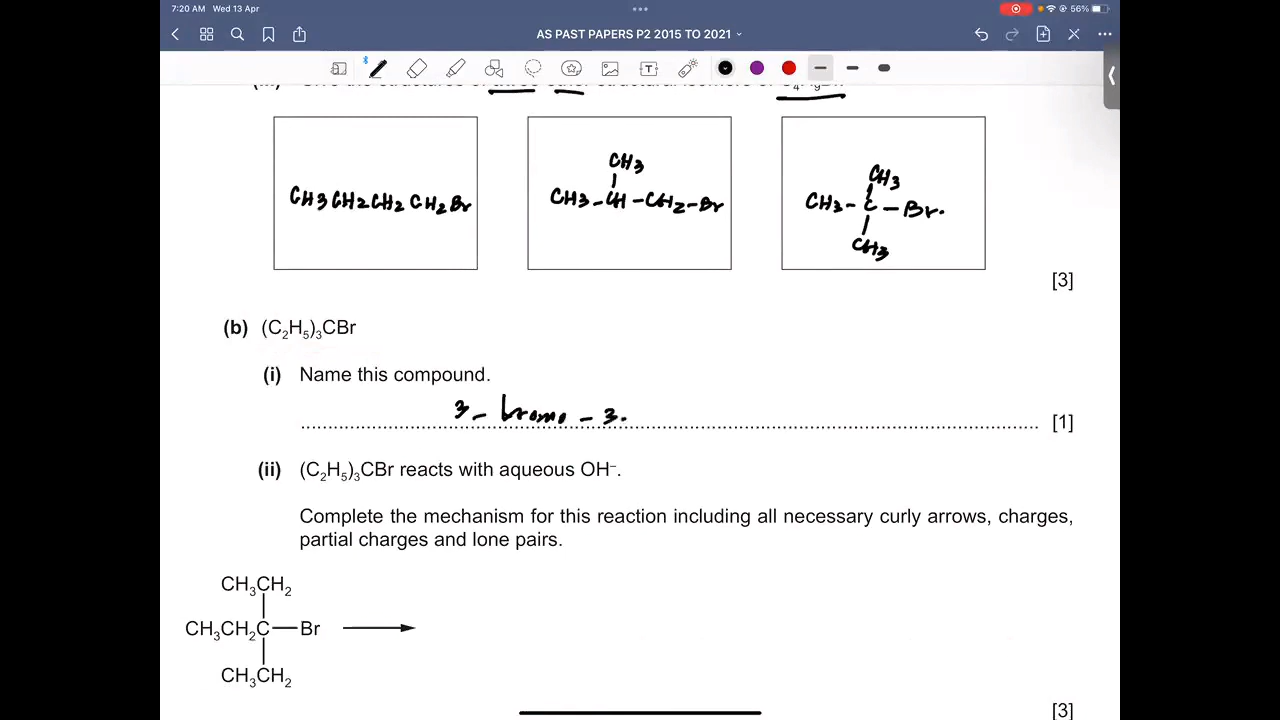 7:20 AM Wed 13 Apr
56%
AS PAST PAPERS P2 2015 TO 2021
CH3
CH3
CH3CH2CH2CH2Br
CH3-CH-CH2-Br
CH3-C-Br.
CH3
[3]
(b) (C2H5)3CBr
(i) Name this compound.
3- bromo - 3.
[1]
(ii) (C2H5)3CBr reacts with aqueous OH–.
Complete the mechanism for this reaction including all necessary curly arrows, charges,
partial charges and lone pairs.
CH3CH2
CH3CH2C—Br
CH3CH2
[3]